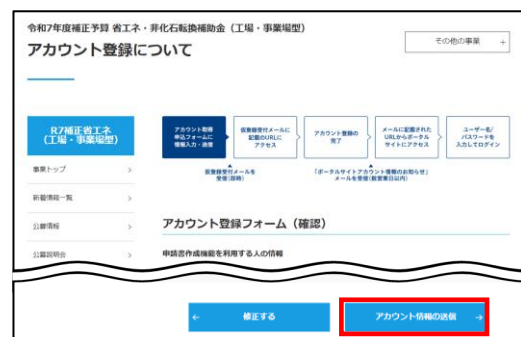 令和7年度補正予算 省エネ・非化石転換補助金（工場・事業場型）
アカウント登録について
その他の事業 +
R7補正省エネ
（工場・事業場型）
事業トップ >
新着情報一覧 >
公募情報 >
公募説明会 >
アカウント取得
申込フォームに
情報入力・送信
仮登録受付メールに
記載のURLに
アクセス
アカウント登録の
完了
メールに記載された
URLからポータル
サイトにアクセス
ユーザー名/
パスワードを
入力してログイン
仮登録受付メールを
受信(即時)
「ポータルサイトアカウント情報のお知らせ」
メールを受信(数営業日以内)
アカウント登録フォーム（確認）
申請書作成機能を利用する人の情報
← 修正する
アカウント情報の送信 →